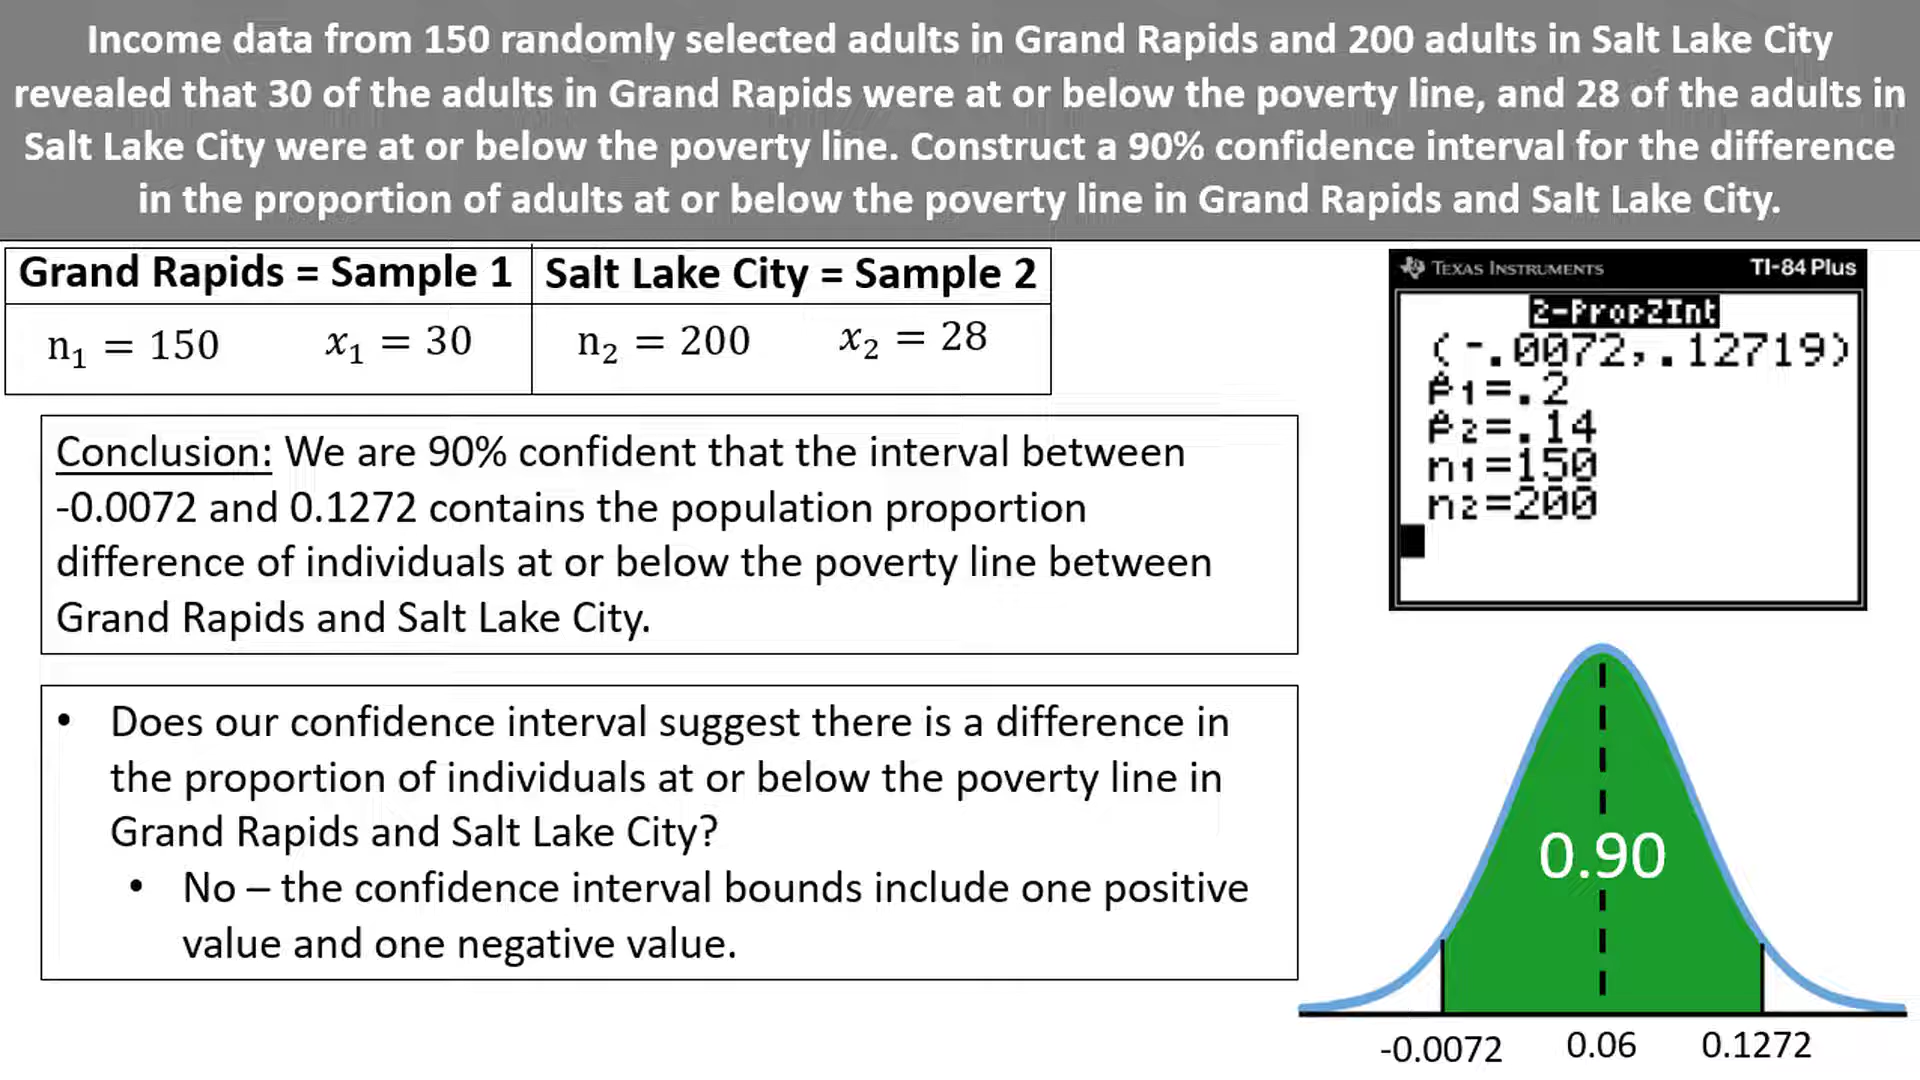 Income data from 150 randomly selected adults in Grand Rapids and 200 adults in Salt Lake City
revealed that 30 of the adults in Grand Rapids were at or below the poverty line, and 28 of the adults in
Salt Lake City were at or below the poverty line. Construct a 90% confidence interval for the difference
in the proportion of adults at or below the poverty line in Grand Rapids and Salt Lake City.
Grand Rapids = Sample 1 Salt Lake City = Sample 2
n₁ = 150 x₁ = 30 n₂ = 200 x₂ = 28
Conclusion: We are 90% confident that the interval between
-0.0072 and 0.1272 contains the population proportion
difference of individuals at or below the poverty line between
Grand Rapids and Salt Lake City.
• Does our confidence interval suggest there is a difference in
the proportion of individuals at or below the poverty line in
Grand Rapids and Salt Lake City?
• No – the confidence interval bounds include one positive
value and one negative value.
TEXAS INSTRUMENTS TI-84 Plus
2-PropZInt
(-.0072,.12719)
p̂1=.2
p̂2=.14
n1=150
n2=200
0.90
-0.0072 0.06 0.1272